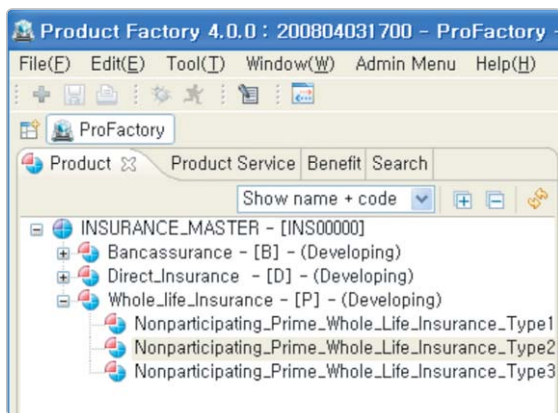 Product Factory 4.0.0 : 200804031700 - ProFactory -
File(F) Edit(E) Tool(T) Window(W) Admin Menu Help(H)
ProFactory
Product Product Service Benefit Search
Show name + code
INSURANCE_MASTER - [INS00000]
Bancassurance - [B] - (Developing)
Direct_Insurance - [D] - (Developing)
Whole_life_Insurance - [P] - (Developing)
Nonparticipating_Prime_Whole_Life_Insurance_Type1
Nonparticipating_Prime_Whole_Life_Insurance_Type2
Nonparticipating_Prime_Whole_Life_Insurance_Type3